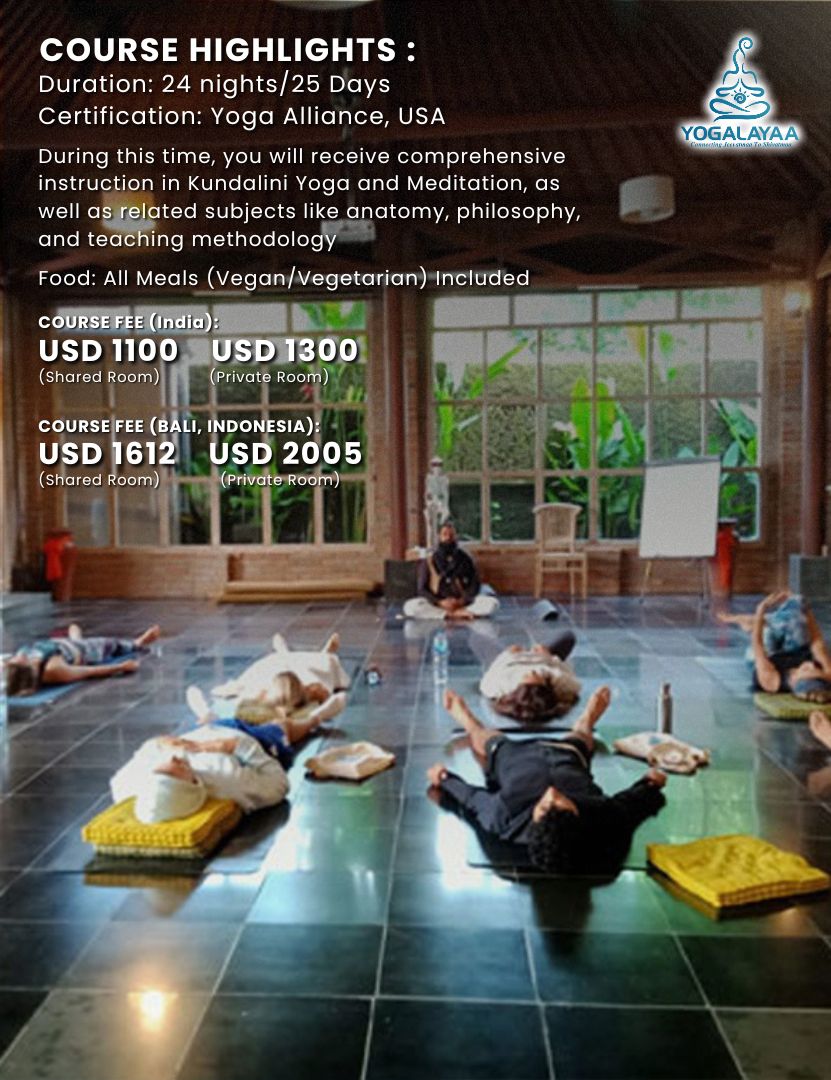 COURSE HIGHLIGHTS :
Duration: 24 nights/25 Days
Certification: Yoga Alliance, USA
YOGALAYAA
Connecting Jeevatmaa To Shivatmaa
During this time, you will receive comprehensive
instruction in Kundalini Yoga and Meditation, as
well as related subjects like anatomy, philosophy,
and teaching methodology
Food: All Meals (Vegan/Vegetarian) Included
COURSE FEE (India):
USD 1100 USD 1300
(Shared Room) (Private Room)
COURSE FEE (BALI, INDONESIA):
USD 1612 USD 2005
(Shared Room) (Private Room)